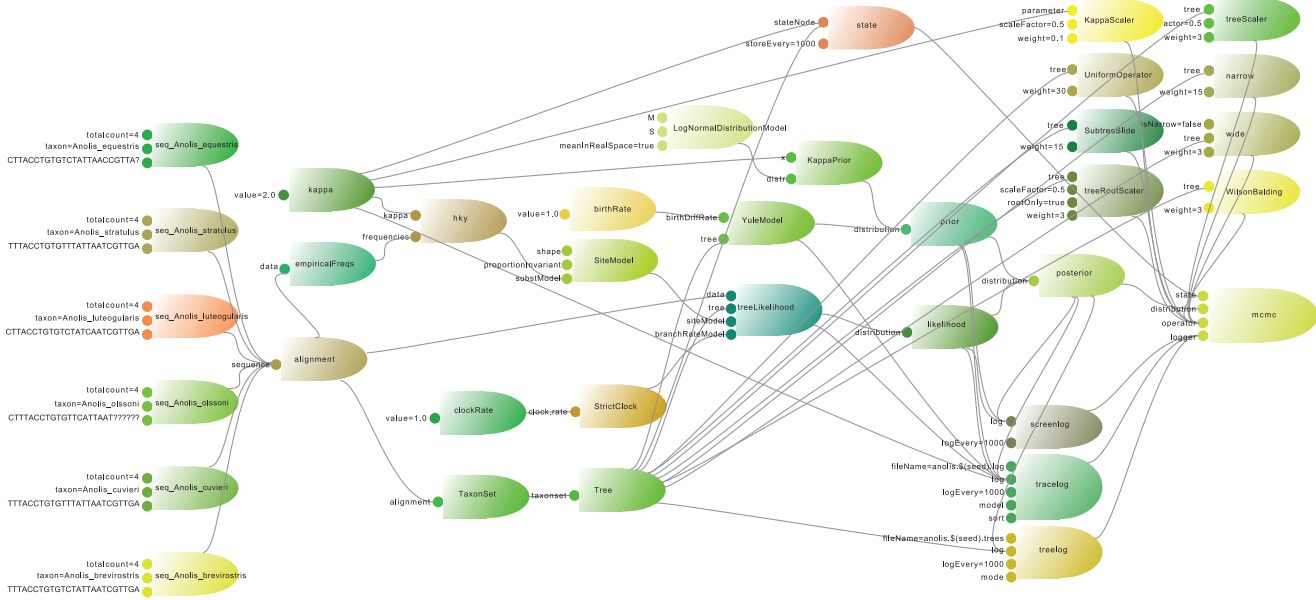 totalcount=4
seq_Anolis_equestris
taxon=Anolis_equestris
CTTACCTGTGTCTATTAACCGTTA?
totalcount=4
seq_Anolis_stratulus
taxon=Anolis_stratulus
TTTACCTGTGTTTATTAATCGTTGA
totalcount=4
seq_Anolis_luteogularis
taxon=Anolis_luteogularis
CTTACCTGTGTCTATCAATCGTTGA
totalcount=4
seq_Anolis_olssoni
taxon=Anolis_olssoni
CTTTACCTGTGTTCATTAAT??????
totalcount=4
seq_Anolis_cuvieri
taxon=Anolis_cuvieri
TTTACCTGTGTTTATTAATCGTTGA
totalcount=4
seq_Anolis_brevirostris
taxon=Anolis_brevirostris
TTTACCTGTGTCTATTAATCGTTGA
value=2.0
kappa
data
empiricalFreqs
sequence
alignment
kappa
frequencies
hky
value=1.0
clockRate
alignment
TaxonSet
value=1.0
birthRate
shape
proportionInvariant
substModel
SiteModel
clock.rate
StrictClock
taxonset
Tree
M
S
meanInRealSpace=true
LogNormalDistributionModel
stateNode
storeEvery=1000
state
x
distr
KappaPrior
birthDiffRate
tree
YuleModel
data
tree
siteModel
branchRateModel
treeLikelihood
distribution
prior
distribution
likelihood
distribution
posterior
log
logEvery=1000
screenlog
fileName=anolis.$(seed).log
log
logEvery=1000
model
sort
tracelog
fileName=anolis.$(seed).trees
log
logEvery=1000
mode
treelog
parameter
scaleFactor=0.5
weight=0.1
KappaScaler
tree
weight=30
UniformOperator
tree
weight=15
SubtreeSlide
tree
scaleFactor=0.5
rootOnly=true
weight=3
treeRootScaler
tree
actor=0.5
weight=3
treeScaler
tree
weight=15
narrow
isNarrow=false
tree
weight=3
wide
tree
weight=3
WilsonBalding
state
distribution
operator
logger
mcmc